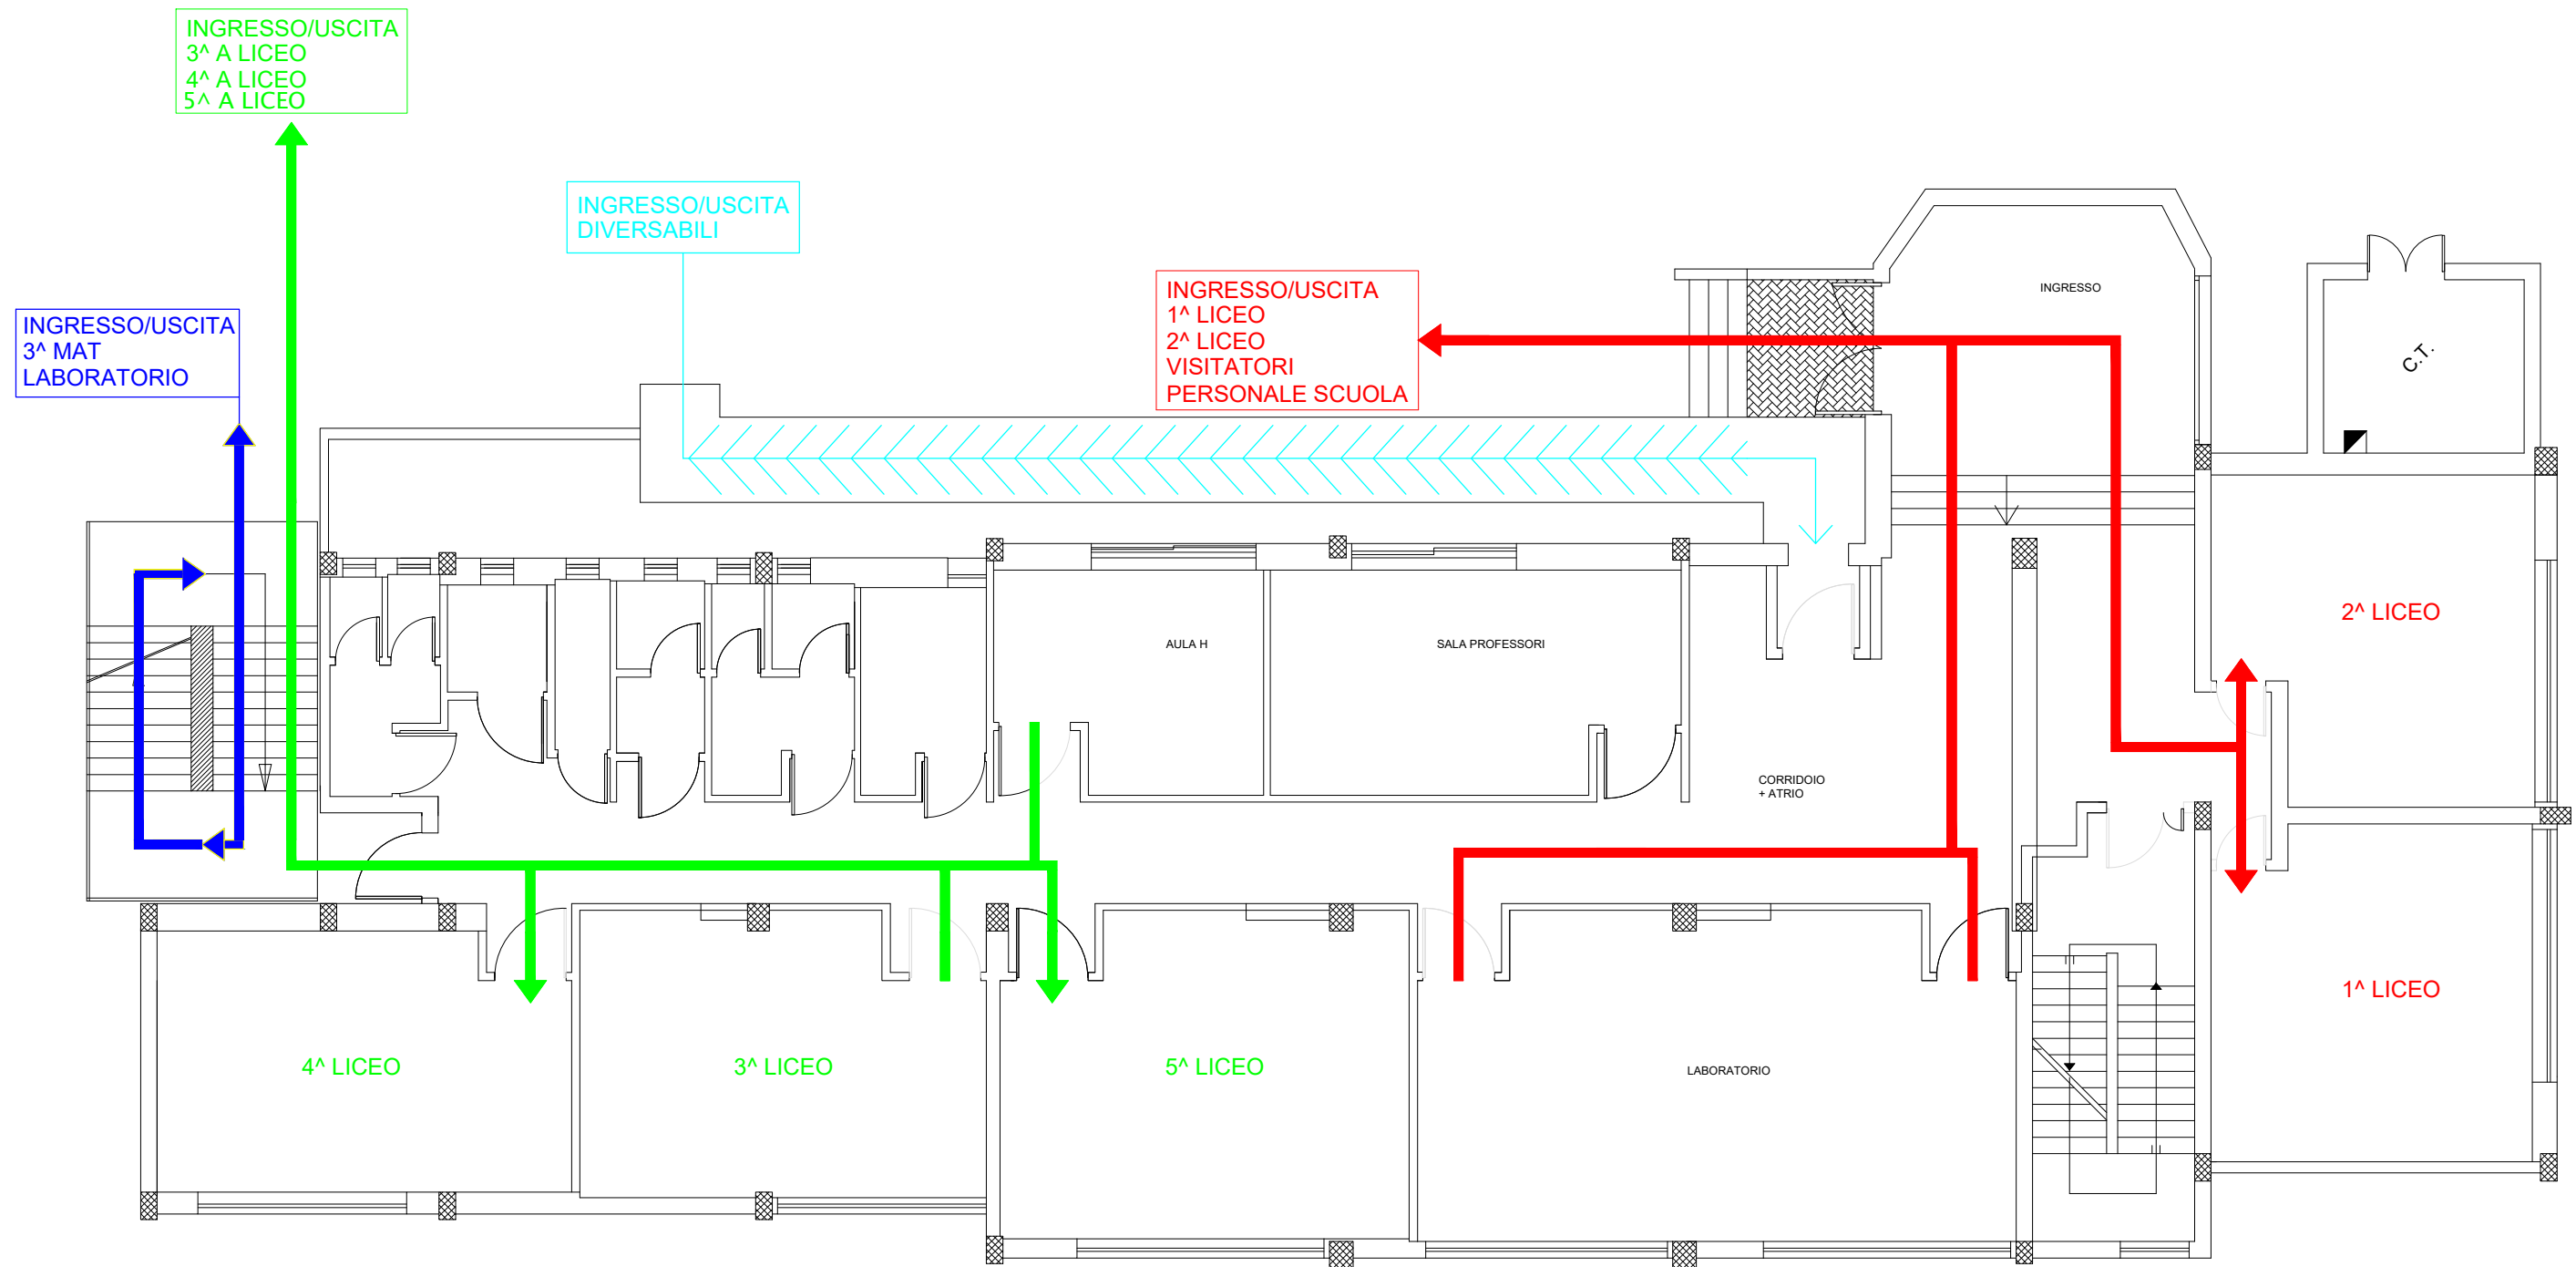 INGRESSO/USCITA
3^ A LICEO
4^ A LICEO
5^ A LICEO
INGRESSO/USCITA
DIVERSABILI
INGRESSO/USCITA
1^ LICEO
2^ LICEO
VISITATORI
PERSONALE SCUOLA
INGRESSO/USCITA
3^ MAT
LABORATORIO
INGRESSO
C.T.
2^ LICEO
AULA H
SALA PROFESSORI
CORRIDOIO
+ ATRIO
1^ LICEO
4^ LICEO
3^ LICEO
5^ LICEO
LABORATORIO